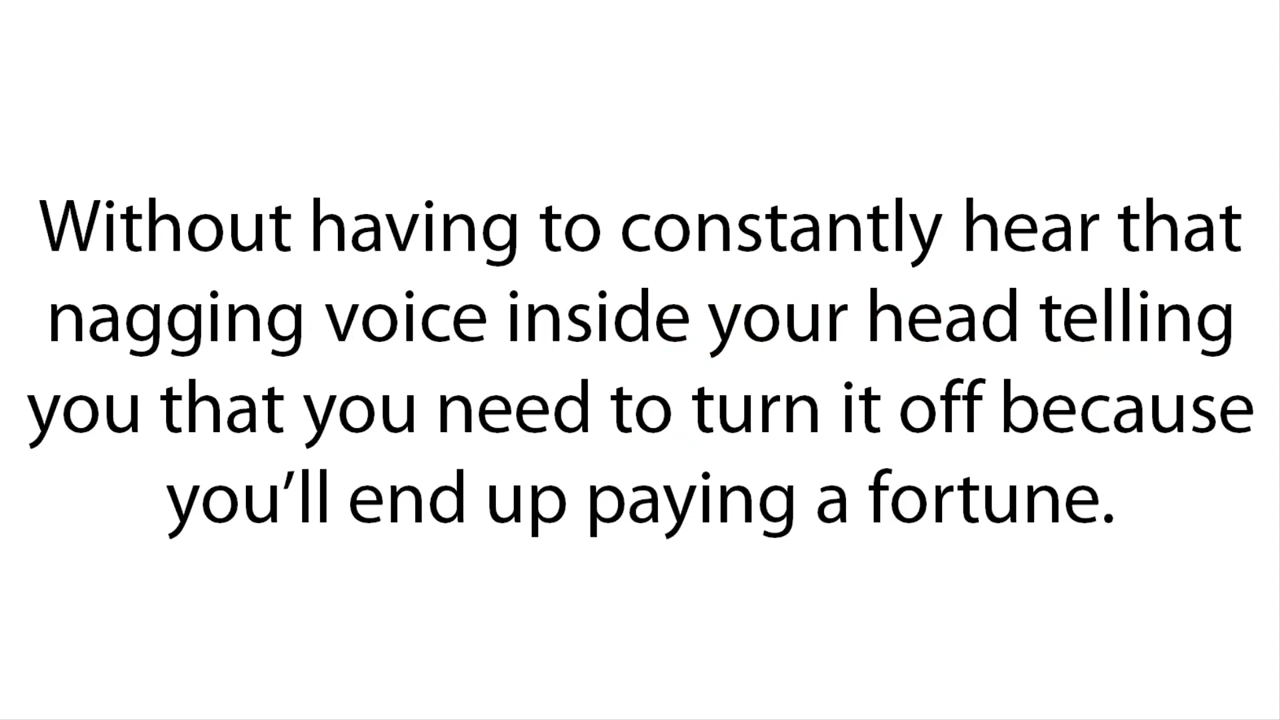 Without having to constantly hear that
nagging voice inside your head telling
you that you need to turn it off because
you’ll end up paying a fortune.